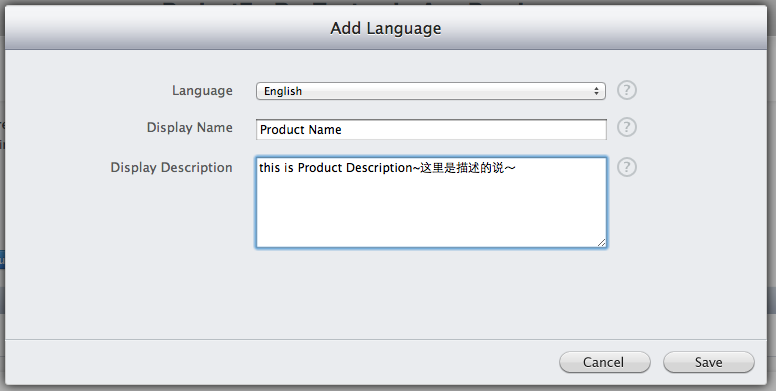 Add Language
Language
English
?
Display Name
Product Name
?
Display Description
this is Product Description~这里是描述的说~
?
Cancel
Save